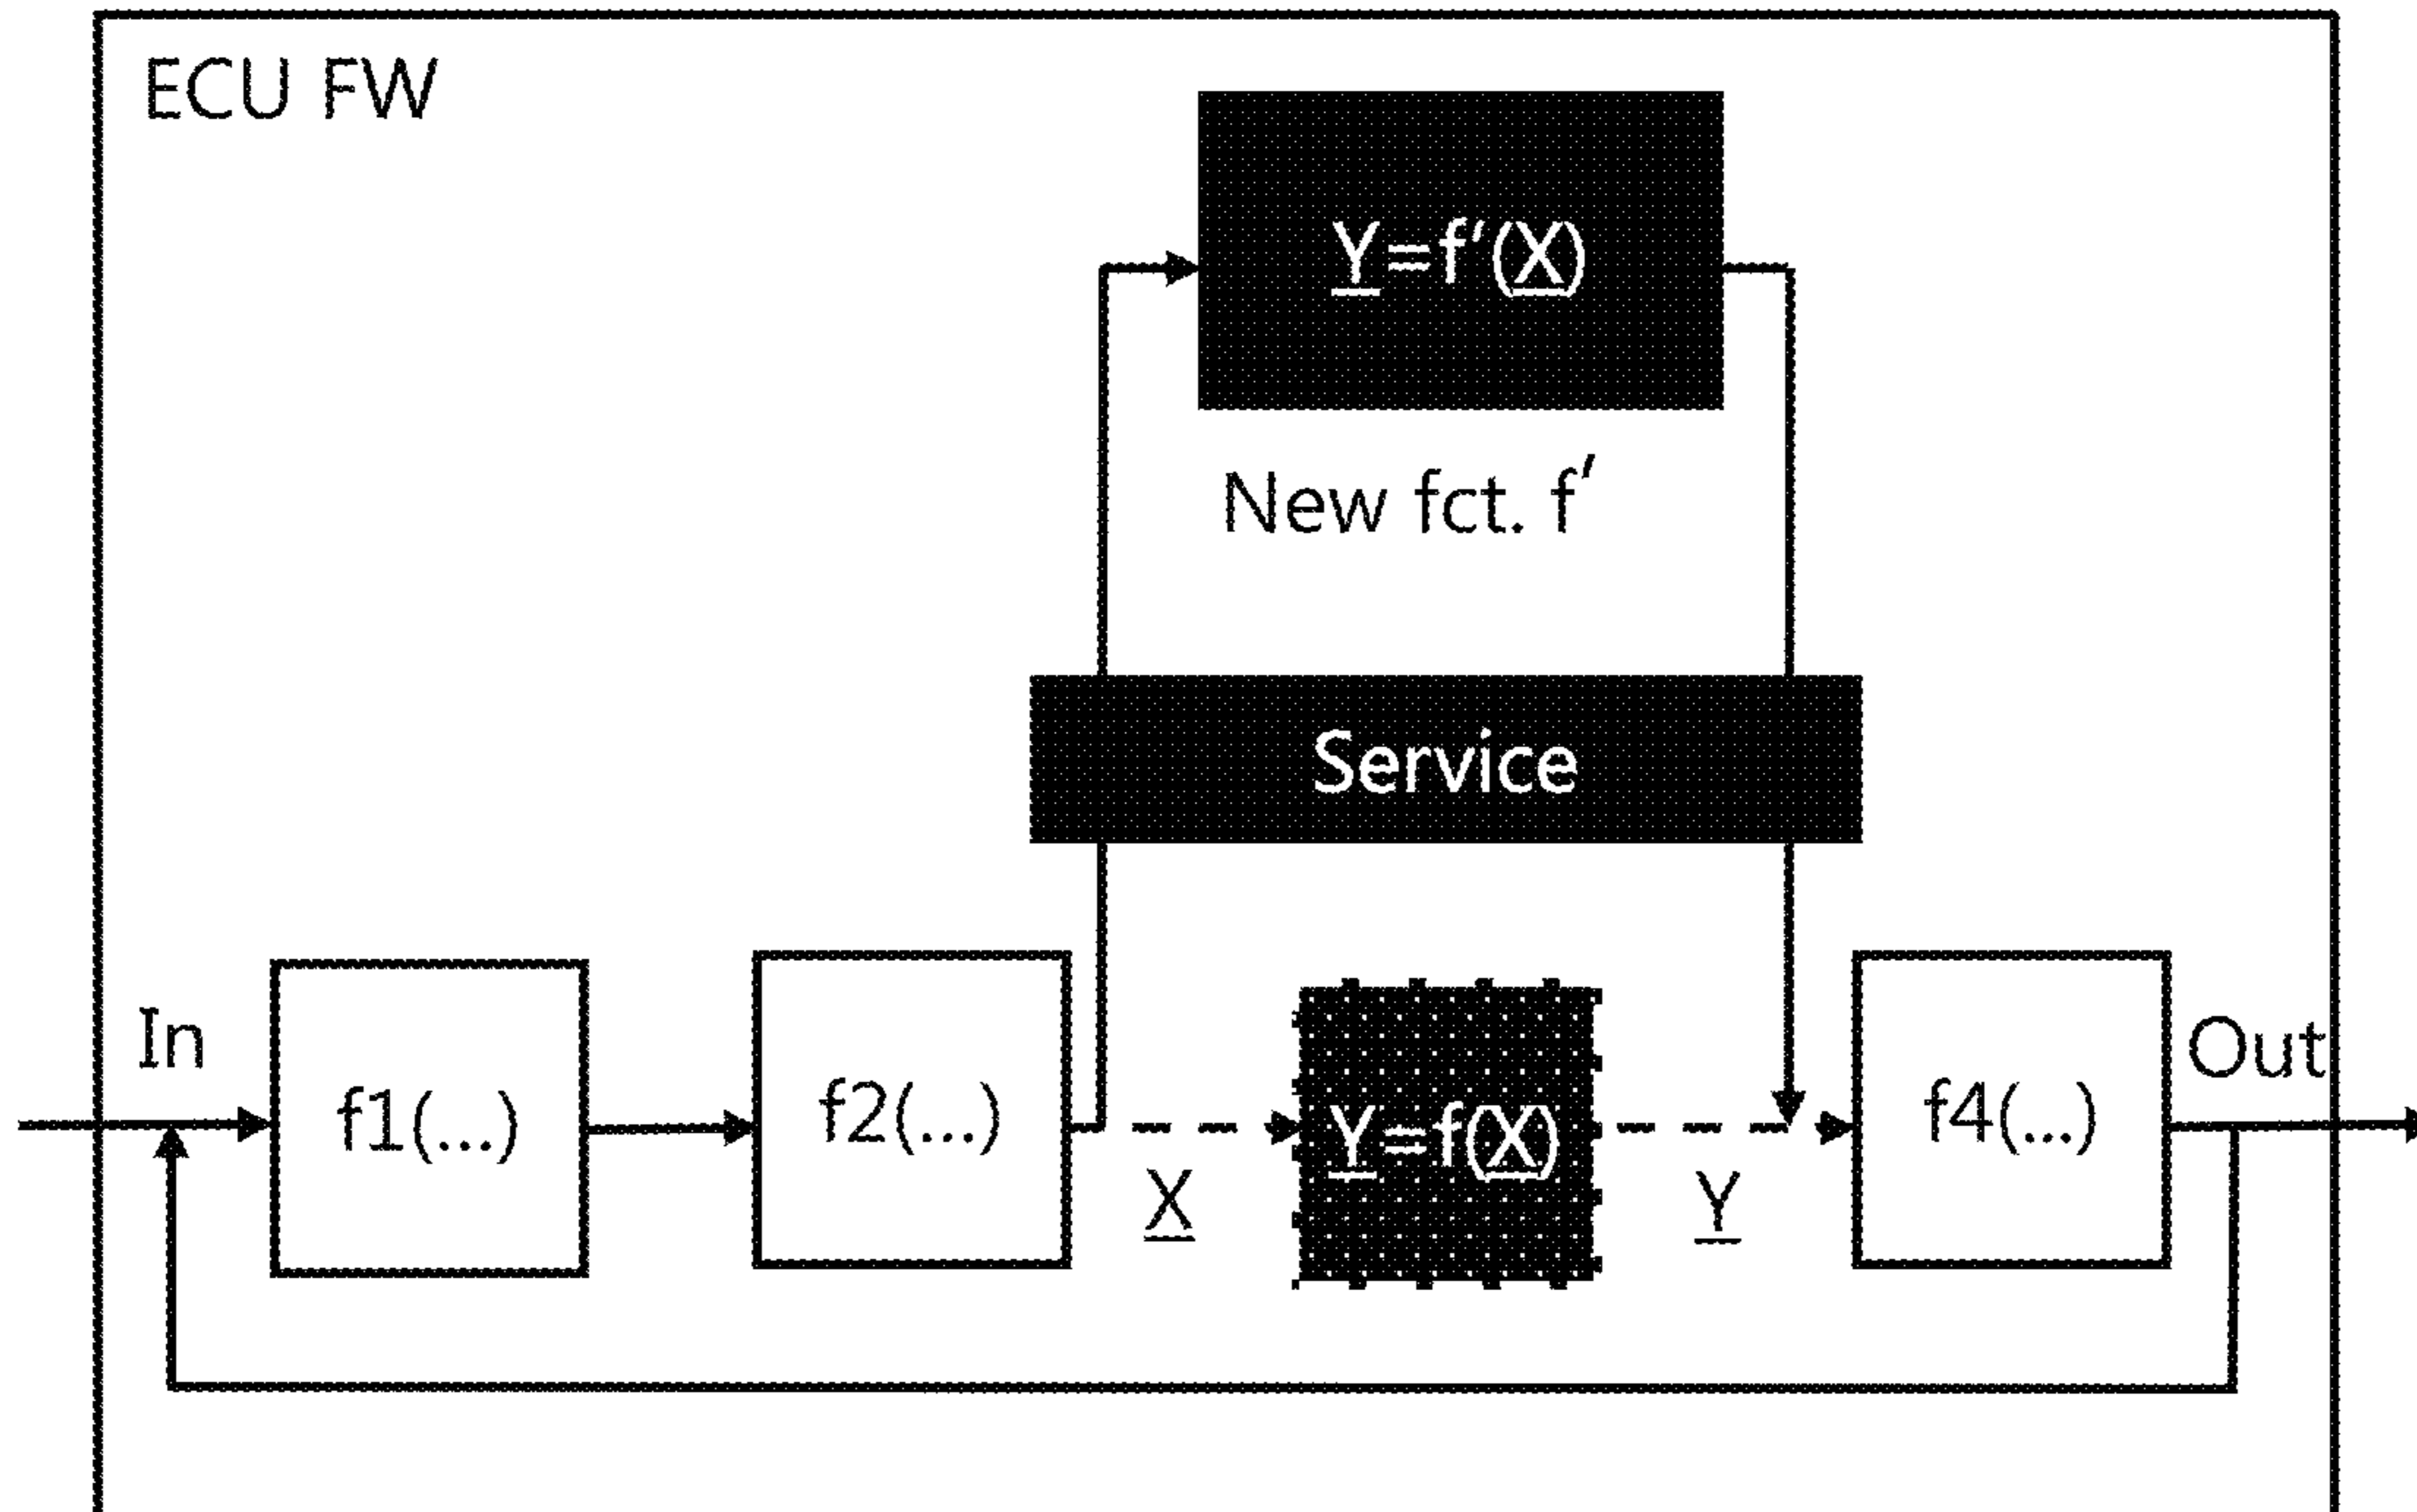 ECU FW
Y=f'(X)
New fct. f'
Service
In
f1(...)
f2(...)
X
Y=f(X)
Y
f4(...)
Out